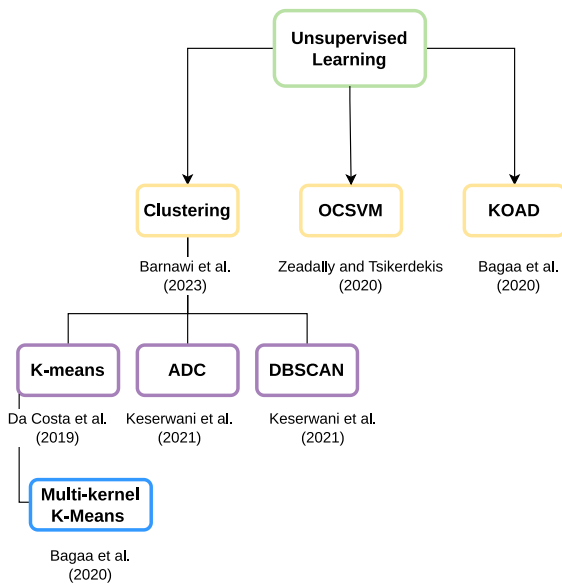 Unsupervised
Learning
Clustering
OCSVM
KOAD
Barnawi et al.
(2023)
Zeadally and Tsikerdekis
(2020)
Bagaa et al.
(2020)
K-means
ADC
DBSCAN
Da Costa et al.
(2019)
Keserwani et al.
(2021)
Keserwani et al.
(2021)
Multi-kernel
K-Means
Bagaa et al.
(2020)